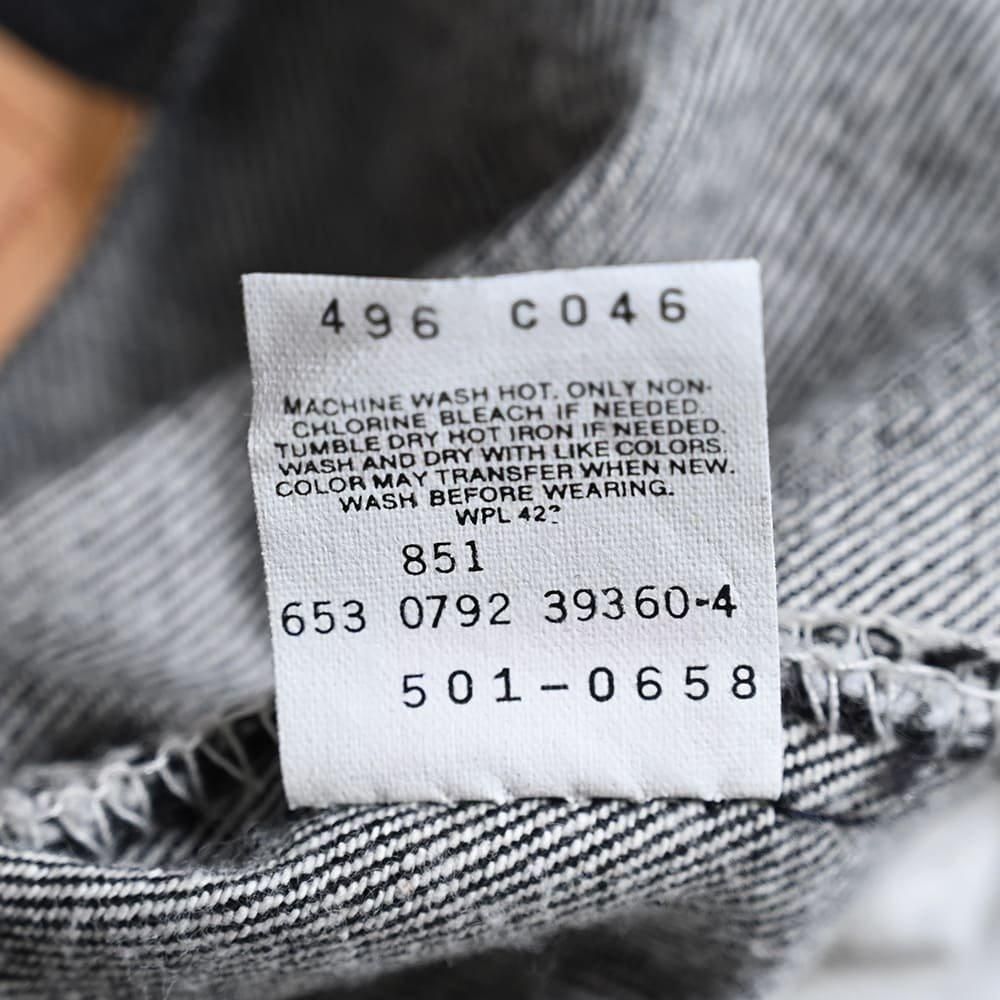 496 C046
MACHINE WASH HOT. ONLY NON-
CHLORINE BLEACH IF NEEDED.
TUMBLE DRY HOT IRON IF NEEDED.
WASH AND DRY WITH LIKE COLORS.
COLOR MAY TRANSFER WHEN NEW.
WASH BEFORE WEARING.
WPL
851
653 0792 39360-4
501-0658